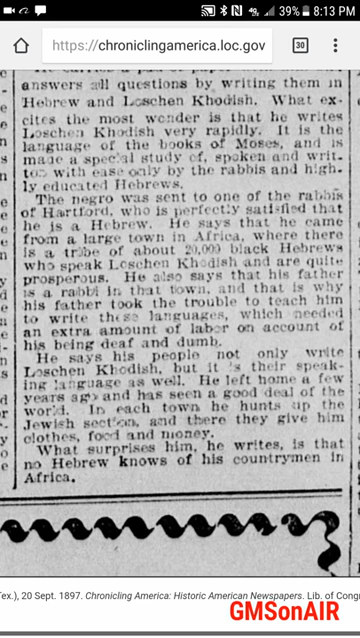 39% 8:13 PM
https://chroniclingamerica.loc.gov
30
answers all questions by writing them in
Hebrew and Loschen Khodish. What ex-
cites the most wonder is that he writes
Loschen Khodish very rapidly. It is the
language of the books of Moses, and is
made a special study of, spoken and writ-
ten with ease only by the rabbis and high-
ly educated Hebrews.
The negro was sent to one of the rabbis
of Hartford, who is perfectly satisfied that
he is a Hebrew. He says that he came
from a large town in Africa, where there
is a tribe of about 20,000 black Hebrews
who speak Loschen Khodish and are quite
prosperous. He also says that his father
is a rabbi in that town, and that is why
his father took the trouble to teach him
to write these languages, which needed
an extra amount of labor on account of
his being deaf and dumb.
He says his people not only write
Loschen Khodish, but it is their speak-
ing language as well. He left home a few
years ago and has seen a good deal of the
world. In each town he hunts up the
Jewish section, and there they give him
clothes, food and money.
What surprises him, he writes, is that
no Hebrew knows of his countrymen in
Africa.
Tex.), 20 Sept. 1897. Chronicling America: Historic American Newspapers. Lib. of Cong
GMSonAIR